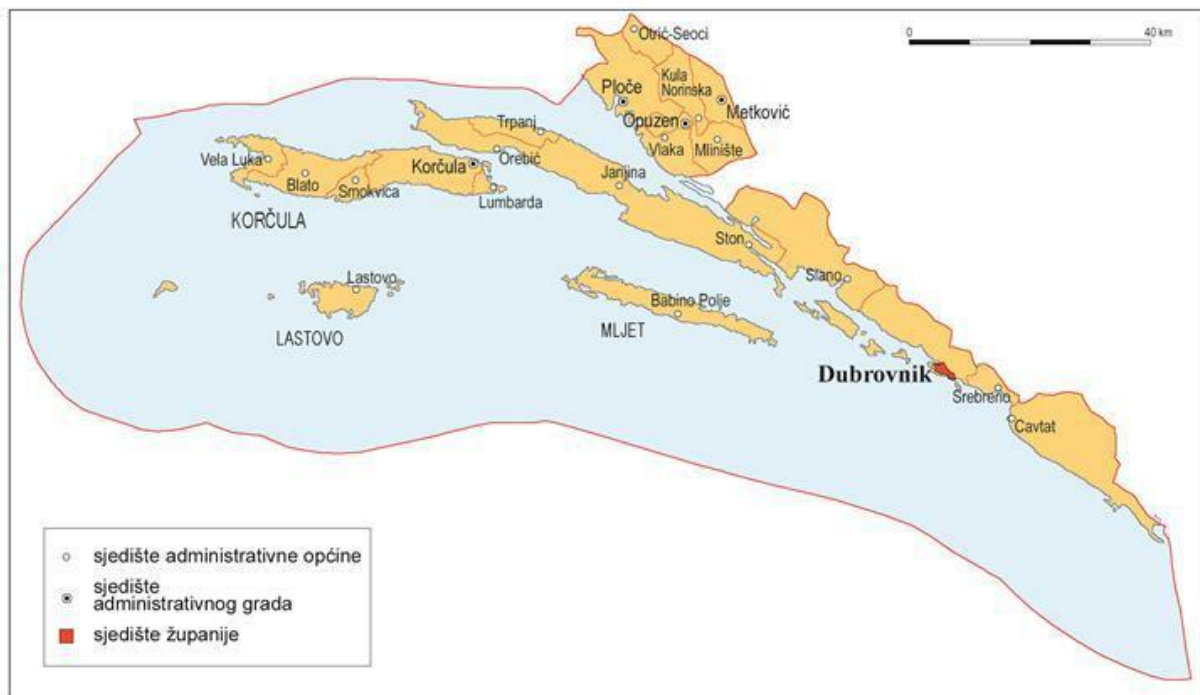 0 40 km
Otrić-Seoci
Kula
Norinska
Ploče
Metković
Opuzen
Vlaka
Mlinište
Trpanj
Orebić
Vela Luka
Korčula
Blato
Smokvica
Lumbarda
Janjina
KORČULA
Ston
Slano
Lastovo
Babino Polje
LASTOVO
MLJET
Dubrovnik
Srebreno
Cavtat
sjedište administrativne općine
sjedište
administrativnog grada
sjedište županije